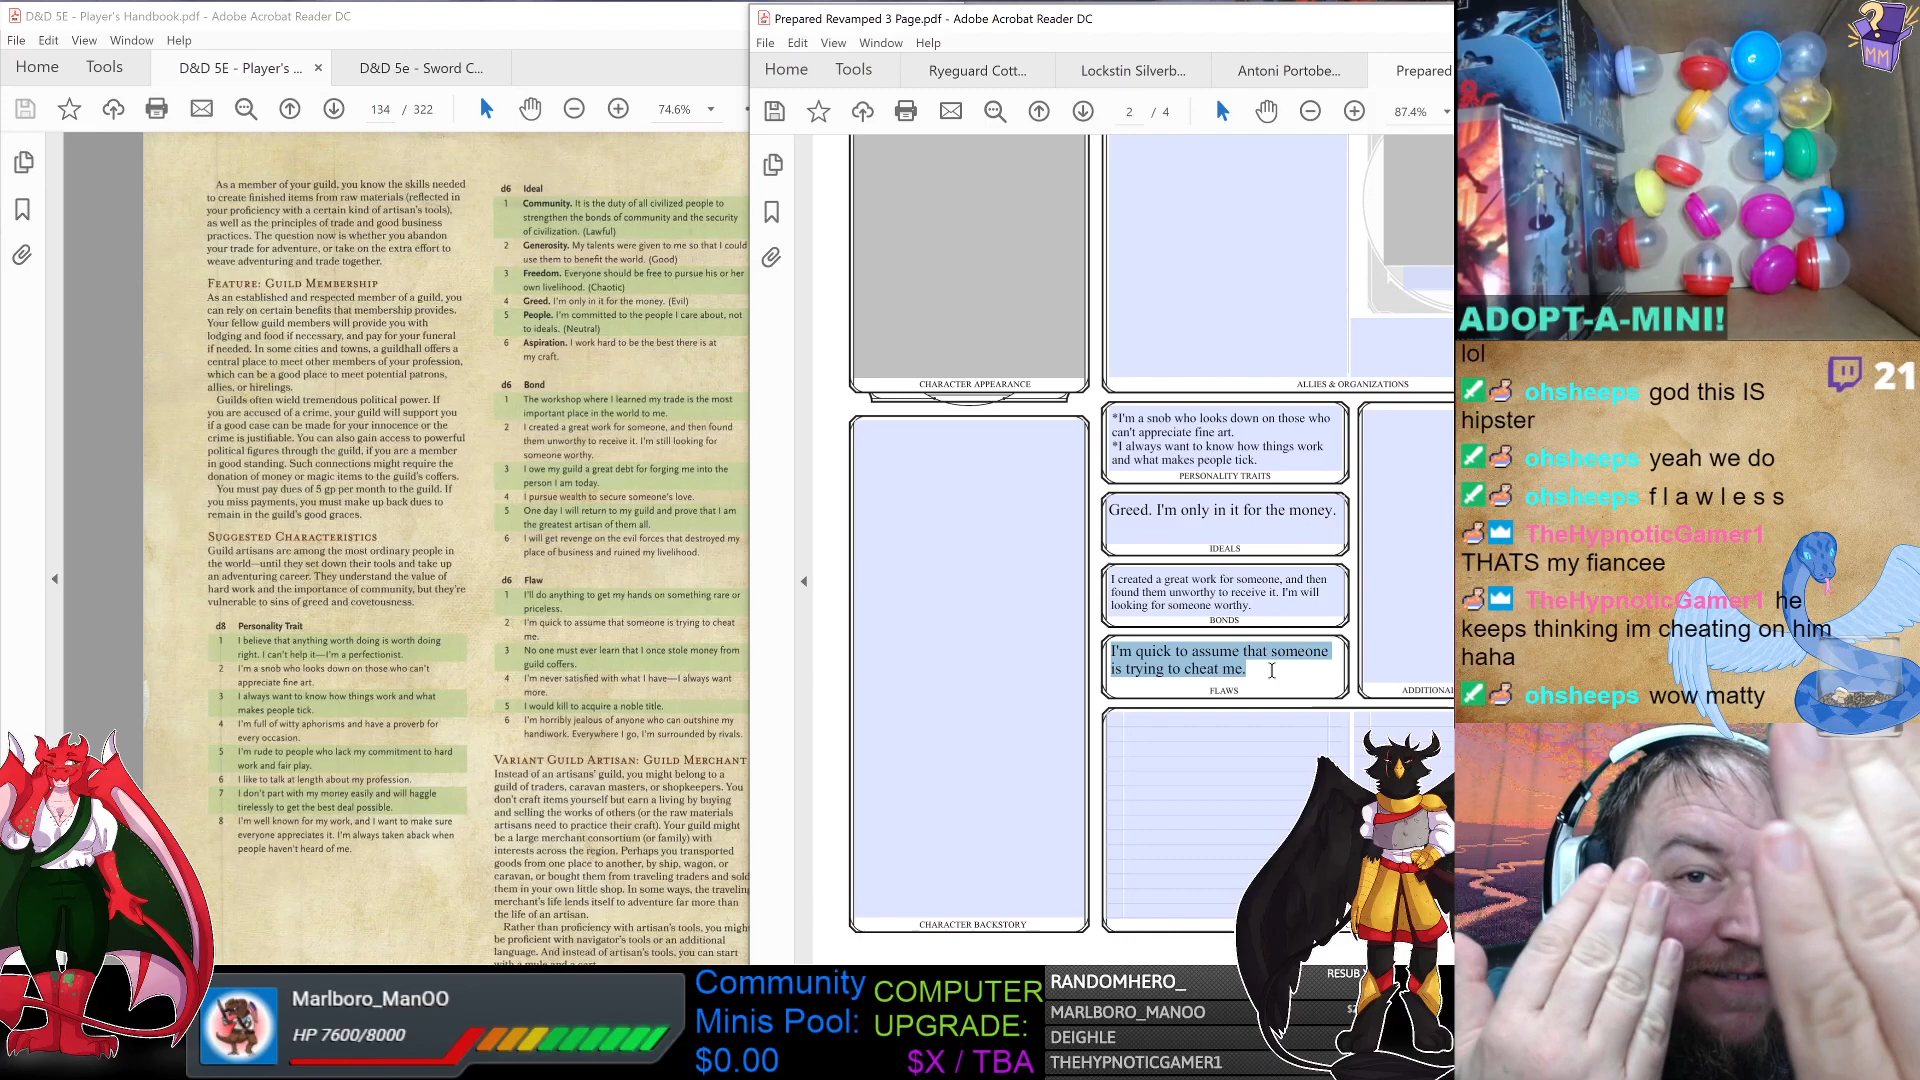 D&D 5E - Player's Handbook.pdf - Adobe Acrobat Reader DC
File Edit View Window Help
Home Tools D&D 5E - Player's ... × D&D 5e - Sword C...
134 / 322 74.6%
As a member of your guild, you know the skills needed
to create finished items from raw materials (reflected in
your proficiency with a certain kind of artisan's tools),
as well as the principles of trade and good business
practices. The question now is whether you abandon
your trade for adventure, or take on the extra effort to
weave adventuring and trade together.
FEATURE: GUILD MEMBERSHIP
As an established and respected member of a guild, you
can rely on certain benefits that membership provides.
Your fellow guild members will provide you with
lodging and food if necessary, and pay for your funeral
if needed. In some cities and towns, a guildhall offers a
central place to meet other members of your profession,
which can be a good place to meet potential patrons,
allies, or hirelings.
Guilds often wield tremendous political power. If
you are accused of a crime, your guild will support you
if a good case can be made for your innocence or the
crime is justifiable. You can also gain access to powerful
political figures through the guild, if you are a member
in good standing. Such connections might require the
donation of money or magic items to the guild's coffers.
You must pay dues of 5 gp per month to the guild. If
you miss payments, you must make up back dues to
remain in the guild's good graces.
SUGGESTED CHARACTERISTICS
Guild artisans are among the most ordinary people in
the world—until they set down their tools and take up
an adventuring career. They understand the value of
hard work and the importance of community, but they're
vulnerable to sins of greed and covetousness.
d8 Personality Trait
1 I believe that anything worth doing is worth doing
right. I can't help it—I'm a perfectionist.
2 I'm a snob who looks down on those who can't
appreciate fine art.
3 I always want to know how things work and what
makes people tick.
4 I'm full of witty aphorisms and have a proverb for
every occasion.
5 I'm rude to people who lack my commitment to hard
work and fair play.
6 I like to talk at length about my profession.
7 I don't part with my money easily and will haggle
tirelessly to get the best deal possible.
8 I'm well known for my work, and I want to make sure
everyone appreciates it. I'm always taken aback when
people haven't heard of me.
d6 Ideal
1 Community. It is the duty of all civilized people to
strengthen the bonds of community and the security
of civilization. (Lawful)
2 Generosity. My talents were given to me so that I could
use them to benefit the world. (Good)
3 Freedom. Everyone should be free to pursue his or her
own livelihood. (Chaotic)
4 Greed. I'm only in it for the money. (Evil)
5 People. I'm committed to the people I care about, not
to ideals. (Neutral)
6 Aspiration. I work hard to be the best there is at
my craft.
d6 Bond
1 The workshop where I learned my trade is the most
important place in the world to me.
2 I created a great work for someone, and then found
them unworthy to receive it. I'm still looking for
someone worthy.
3 I owe my guild a great debt for forging me into the
person I am today.
4 I pursue wealth to secure someone's love.
5 One day I will return to my guild and prove that I am
the greatest artisan of them all.
6 I will get revenge on the evil forces that destroyed my
place of business and ruined my livelihood.
d6 Flaw
1 I'll do anything to get my hands on something rare or
priceless.
2 I'm quick to assume that someone is trying to cheat
me.
3 No one must ever learn that I once stole money from
guild coffers.
4 I'm never satisfied with what I have—I always want
more.
5 I would kill to acquire a noble title.
6 I'm horribly jealous of anyone who can outshine my
handiwork. Everywhere I go, I'm surrounded by rivals.
VARIANT GUILD ARTISAN: GUILD MERCHANT
Instead of an artisans' guild, you might belong to a
guild of traders, caravan masters, or shopkeepers. You
don't craft items yourself but earn a living by buying
and selling the works of others (or the raw materials
artisans need to practice their craft). Your guild might
be a large merchant consortium (or family) with
interests across the region. Perhaps you transported
goods from one place to another, by ship, wagon, or
caravan, or bought them from traveling traders and sold
them in your own little shop. In some ways, the traveling
merchant's life lends itself to adventure far more than
the life of an artisan.
Rather than proficiency with artisan's tools, you might
be proficient with navigator's tools or an additional
language. And instead of artisan's tools, you can start
with a mule and a cart.
Prepared Revamped 3 Page.pdf - Adobe Acrobat Reader DC
File Edit View Window Help
Home Tools Ryeguard Cott... Lockstin Silverb... Antoni Portobe... Prepared
2 / 4 87.4%
CHARACTER APPEARANCE
ALLIES & ORGANIZATIONS
*I'm a snob who looks down on those who
can't appreciate fine art.
*I always want to know how things work
and what makes people tick.
PERSONALITY TRAITS
Greed. I'm only in it for the money.
IDEALS
I created a great work for someone, and then
found them unworthy to receive it. I'm will
looking for someone worthy.
BONDS
I'm quick to assume that someone
is trying to cheat me.
FLAWS
ADDITIONAL
CHARACTER BACKSTORY
MM
ADOPT-A-MINI!
lol
21
ohsheeps god this IS
hipster
ohsheeps yeah we do
ohsheeps f l a w l e s s
TheHypnoticGamer1
THATS my fiancee
TheHypnoticGamer1 he
keeps thinking im cheating on him
haha
ohsheeps wow matty
Marlboro_ManOO
HP 7600/8000
Community
Minis Pool:
$0.00
COMPUTER
UPGRADE:
$X / TBA
RANDOMHERO_ RESUB
MARLBORO_MANOO
DEIGHLE
THEHYPNOTICGAMER1